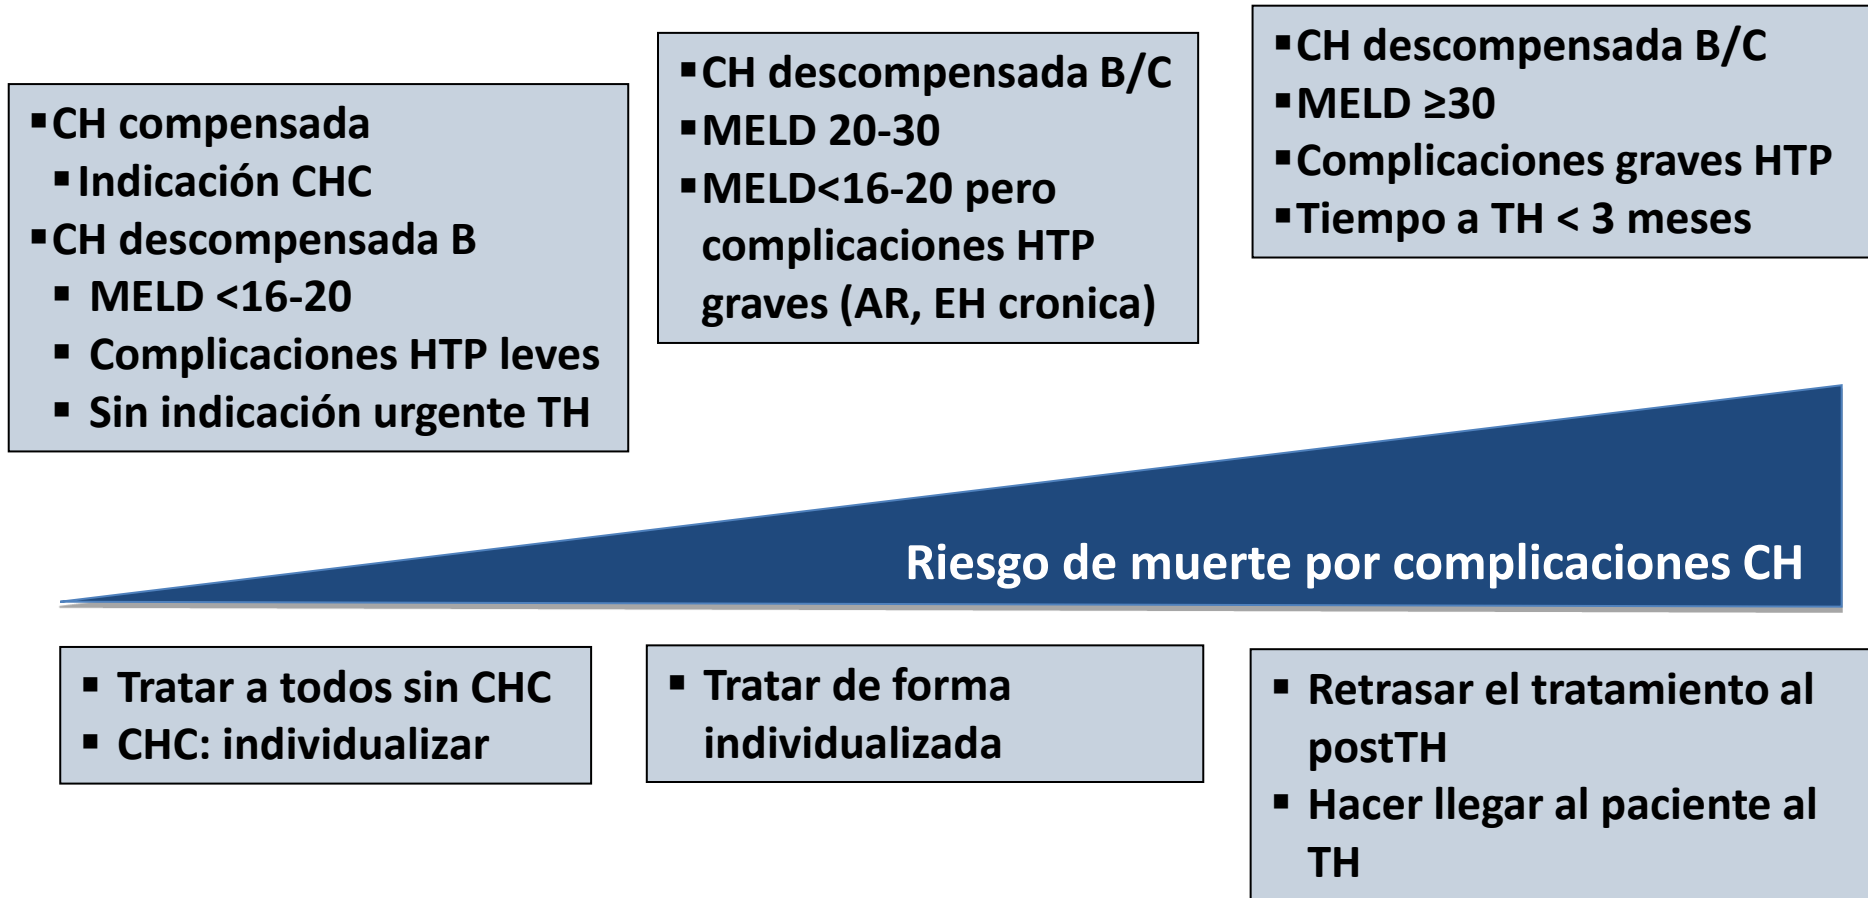 ▪CH compensada
▪Indicación CHC
▪CH descompensada B
▪ MELD <16-20
▪ Complicaciones HTP leves
▪ Sin indicación urgente TH
▪CH descompensada B/C
▪MELD 20-30
▪MELD<16-20 pero
complicaciones HTP
graves (AR, EH cronica)
▪CH descompensada B/C
▪MELD ≥30
▪Complicaciones graves HTP
▪Tiempo a TH < 3 meses
Riesgo de muerte por complicaciones CH
▪ Tratar a todos sin CHC
▪ CHC: individualizar
▪ Tratar de forma
individualizada
▪ Retrasar el tratamiento al
postTH
▪ Hacer llegar al paciente al
TH